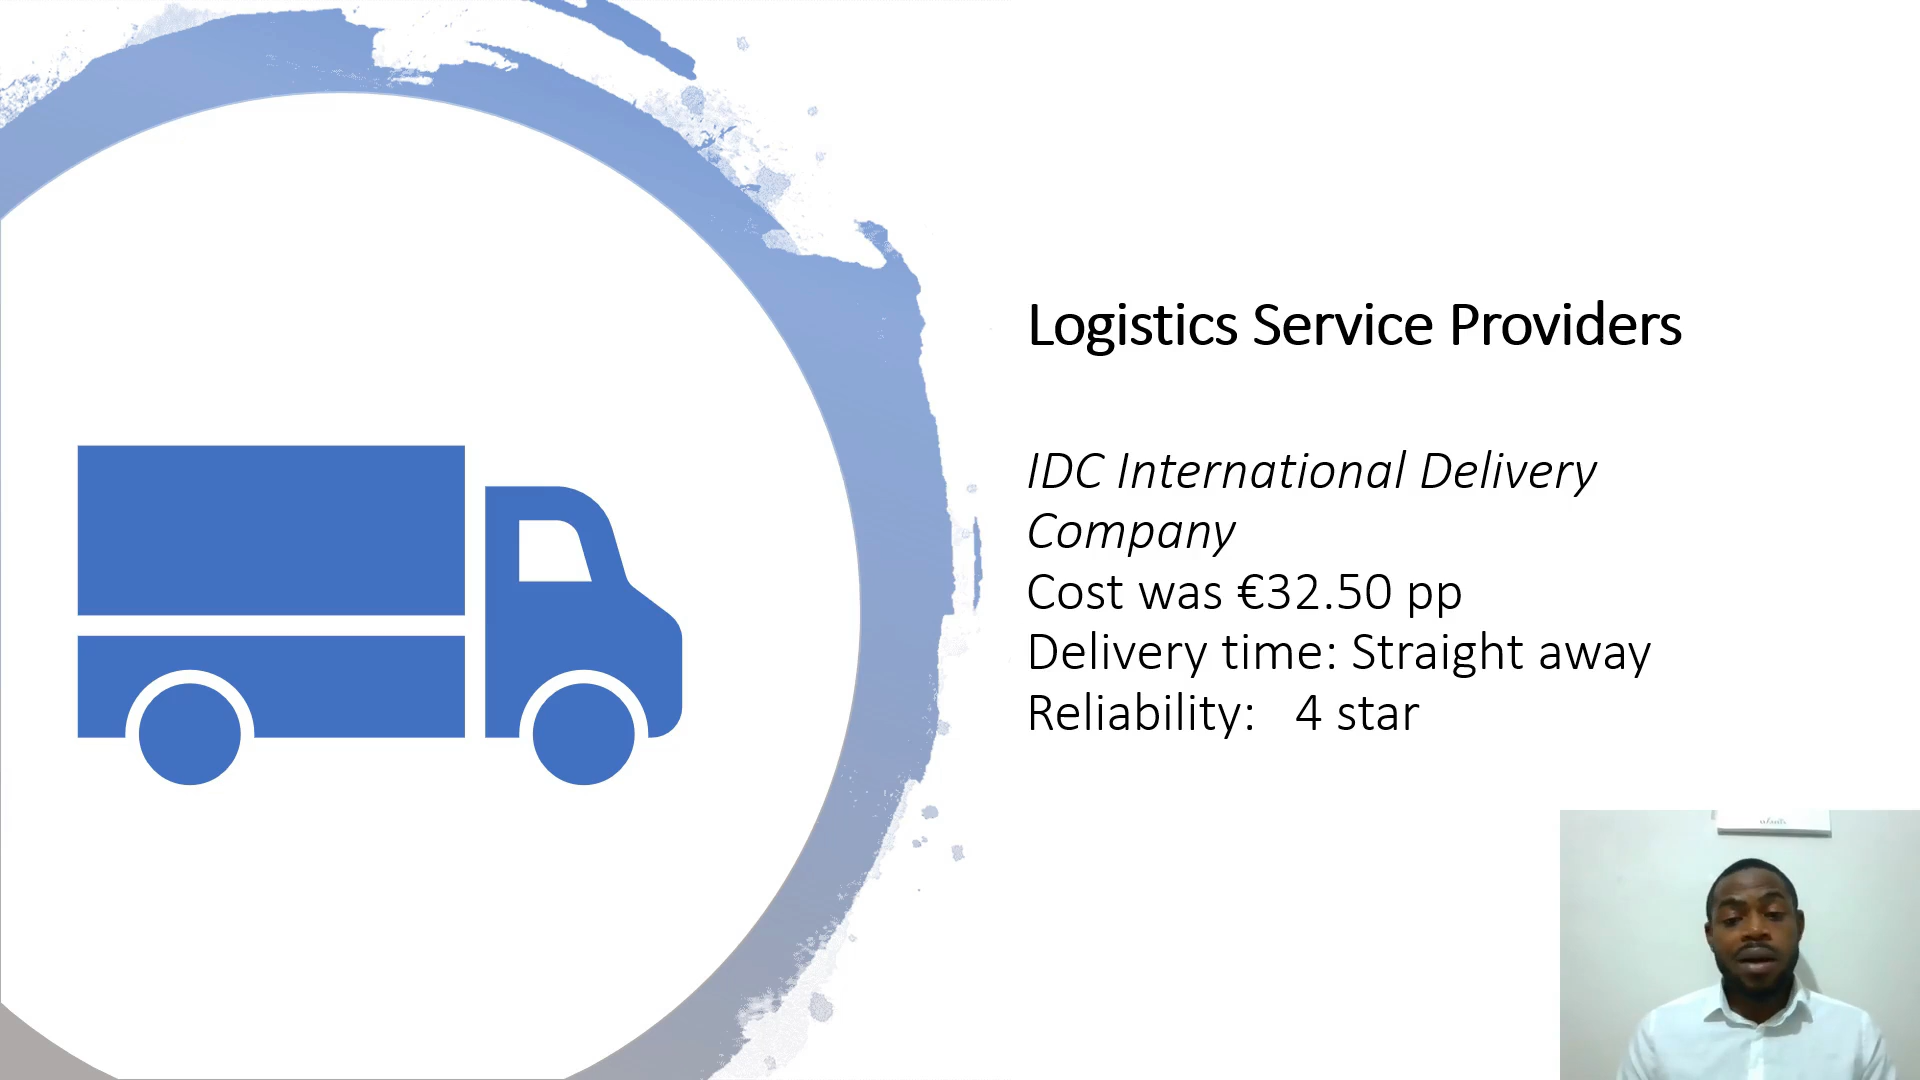 Logistics Service Providers
IDC International Delivery
Company
Cost was €32.50 pp
Delivery time: Straight away
Reliability:   4 star